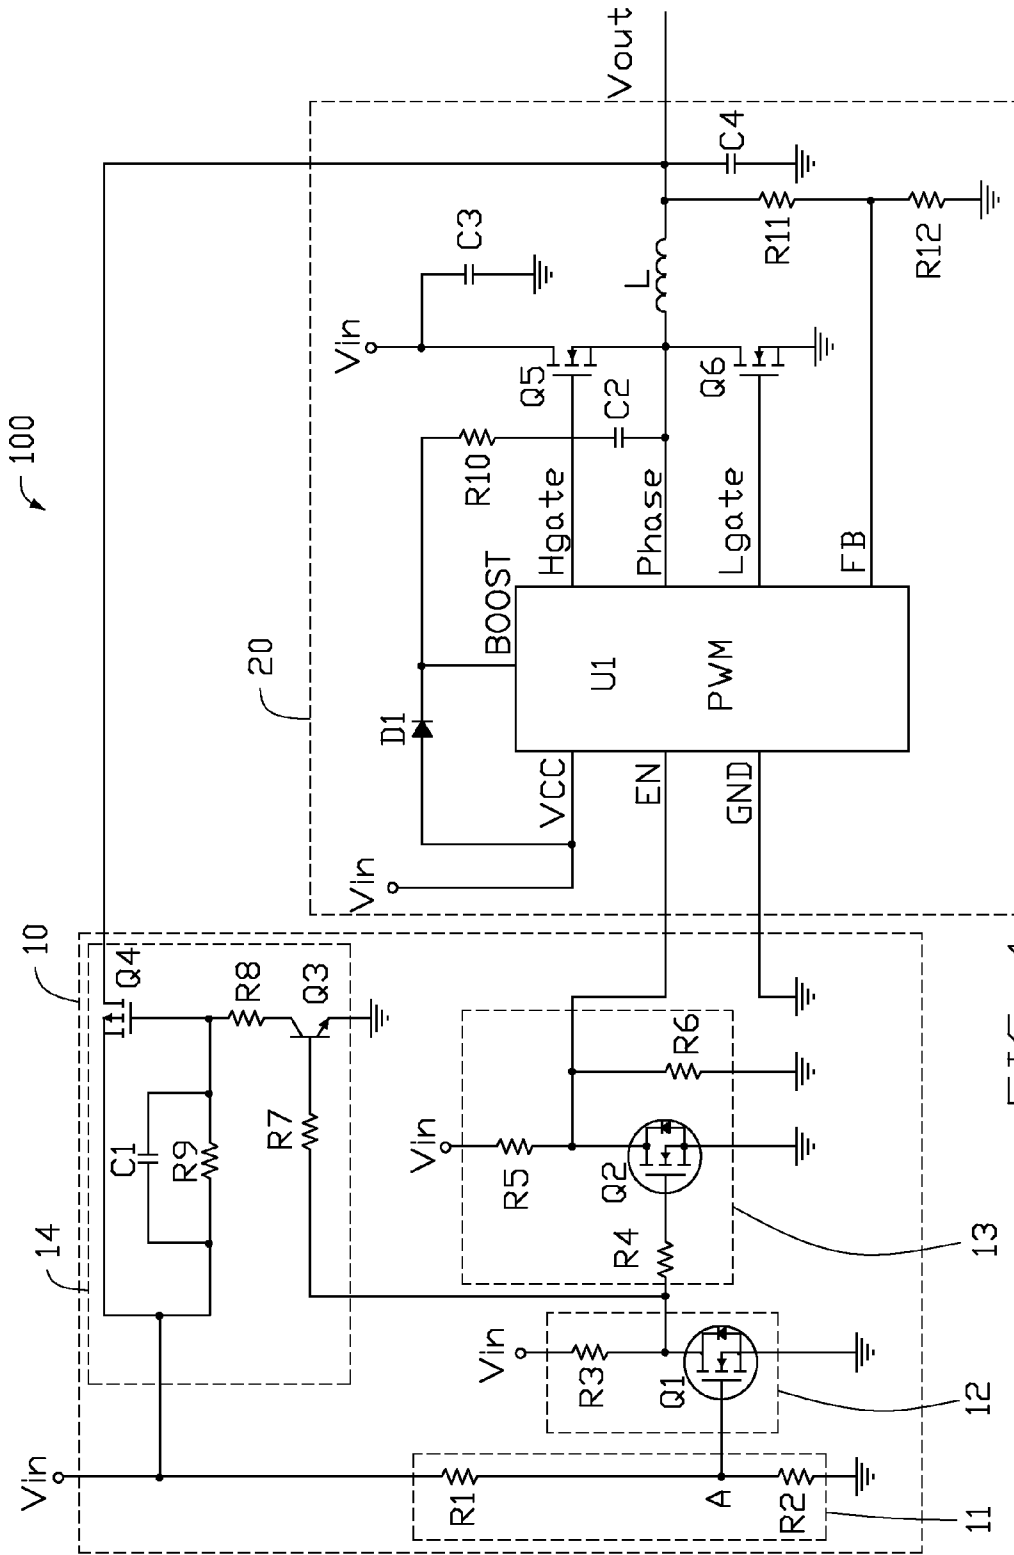 100
Vout
20
10
14
Vin
Vin
C3
C4
Q4
C1
R9
R8
Q3
R7
D1
BOOST
R10
C2
Q5
L
VCC
EN
GND
U1
PWM
Hgate
Phase
Lgate
FB
Q6
R11
R12
Vin
R5
Q2
R6
R4
13
Vin
R3
Q1
12
Vin
R1
A
R2
11